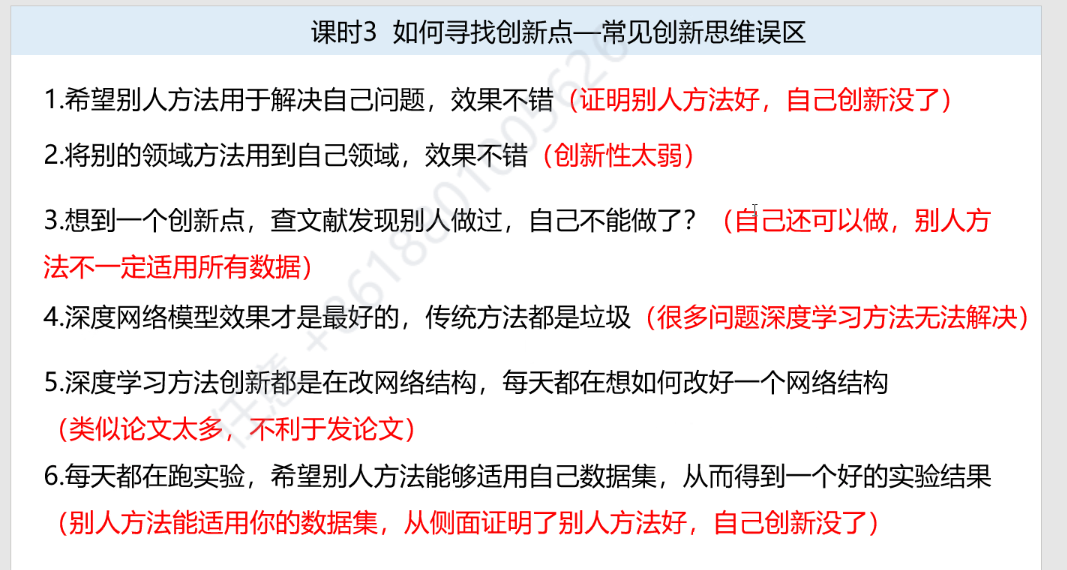 课时3 如何寻找创新点—常见创新思维误区
1.希望别人方法用于解决自己问题，效果不错（证明别人方法好，自己创新没了）
2.将别的领域方法用到自己领域，效果不错（创新性太弱）
3.想到一个创新点，查文献发现别人做过，自己不能做了？（自己还可以做，别人方
法不一定适用所有数据）
4.深度网络模型效果才是最好的，传统方法都是垃圾（很多问题深度学习方法无法解决）
5.深度学习方法创新都是在改网络结构，每天都在想如何改好一个网络结构
（类似论文太多，不利于发论文）
6.每天都在跑实验，希望别人方法能够适用自己数据集，从而得到一个好的实验结果
（别人方法能适用你的数据集，从侧面证明了别人方法好，自己创新没了）